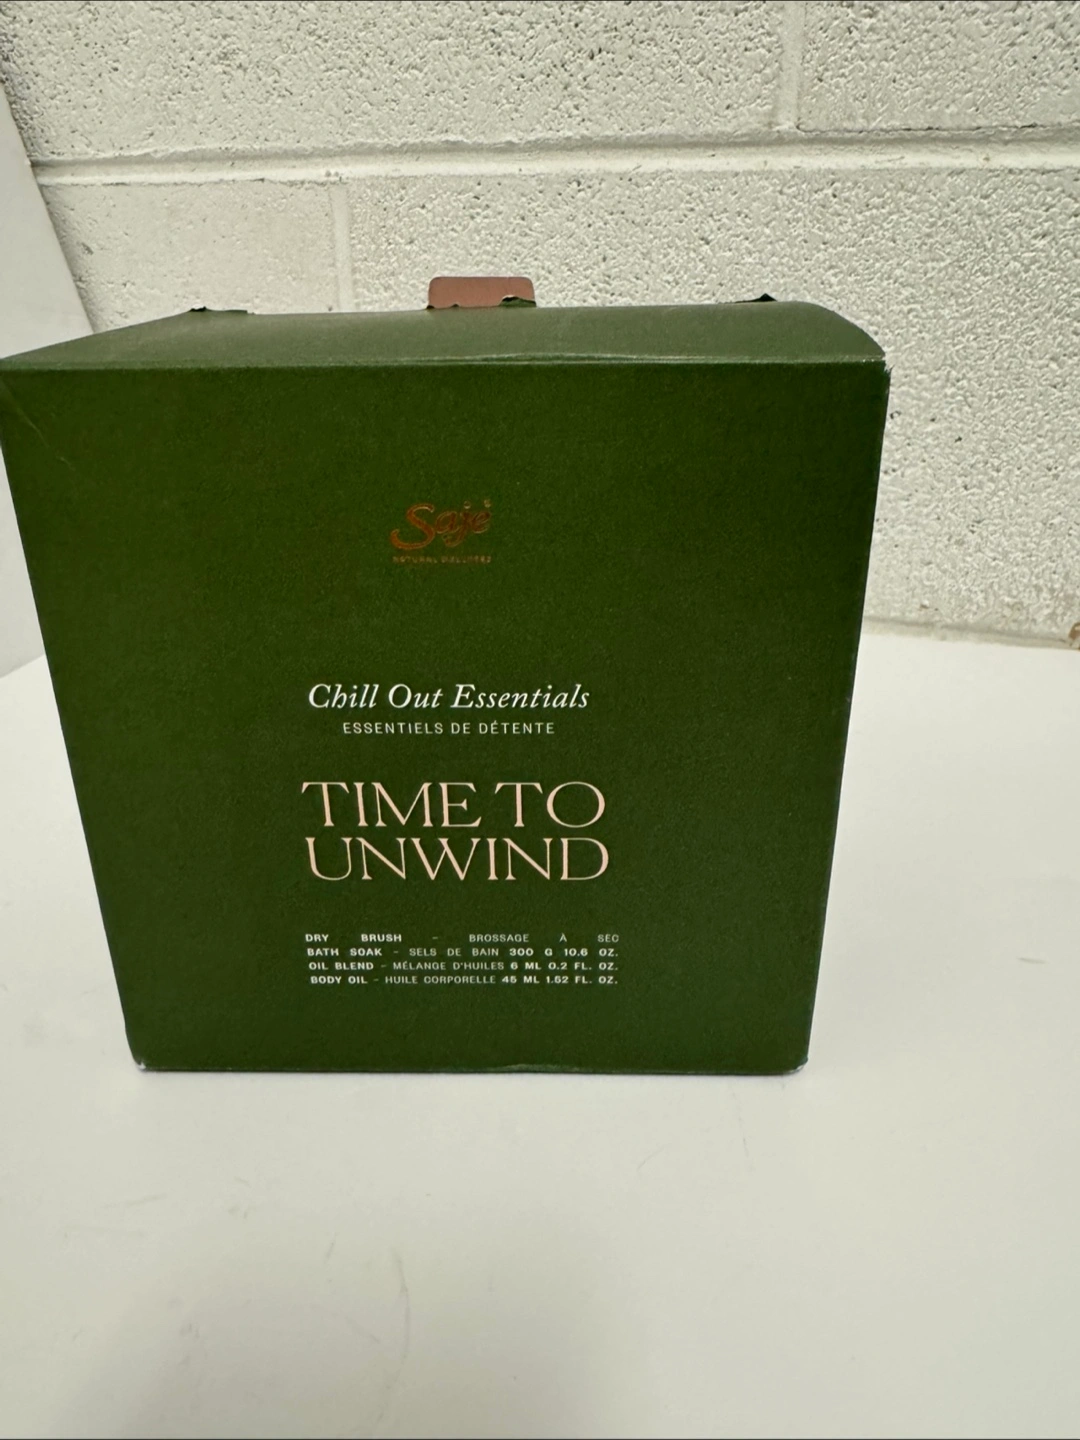 Saje
NATURAL WELLNESS
Chill Out Essentials
ESSENTIELS DE DÉTENTE
TIME TO
UNWIND
DRY BRUSH - BROSSAGE À SEC
BATH SOAK - SELS DE BAIN 300 G 10.6 OZ.
OIL BLEND - MÉLANGE D'HUILES 6 ML 0.2 FL. OZ.
BODY OIL - HUILE CORPORELLE 45 ML 1.52 FL. OZ.